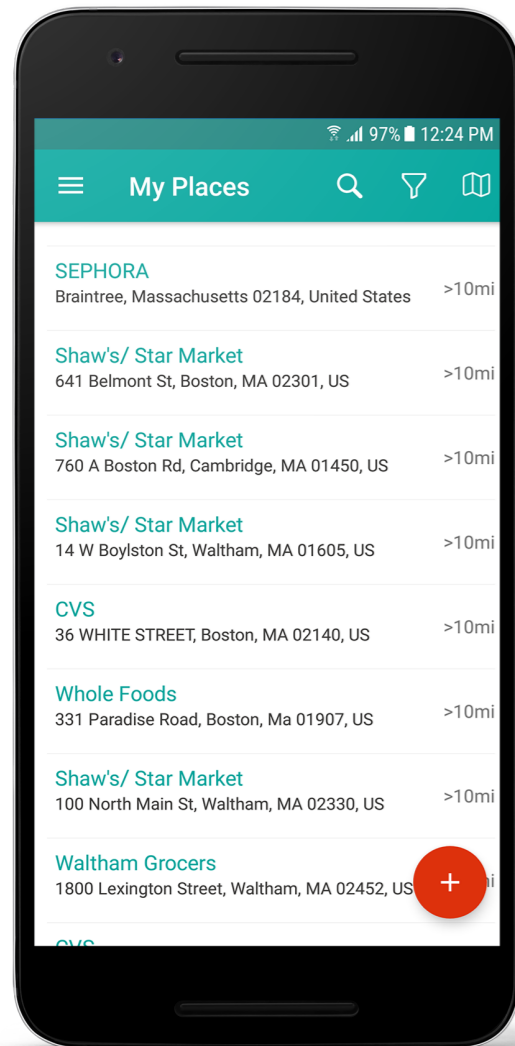 97% 12:24 PM
My Places
SEPHORA
Braintree, Massachusetts 02184, United States
>10mi
Shaw's/ Star Market
641 Belmont St, Boston, MA 02301, US
>10mi
Shaw's/ Star Market
760 A Boston Rd, Cambridge, MA 01450, US
>10mi
Shaw's/ Star Market
14 W Boylston St, Waltham, MA 01605, US
>10mi
CVS
36 WHITE STREET, Boston, MA 02140, US
>10mi
Whole Foods
331 Paradise Road, Boston, Ma 01907, US
>10mi
Shaw's/ Star Market
100 North Main St, Waltham, MA 02330, US
>10mi
Waltham Grocers
1800 Lexington Street, Waltham, MA 02452, US
+
CVS